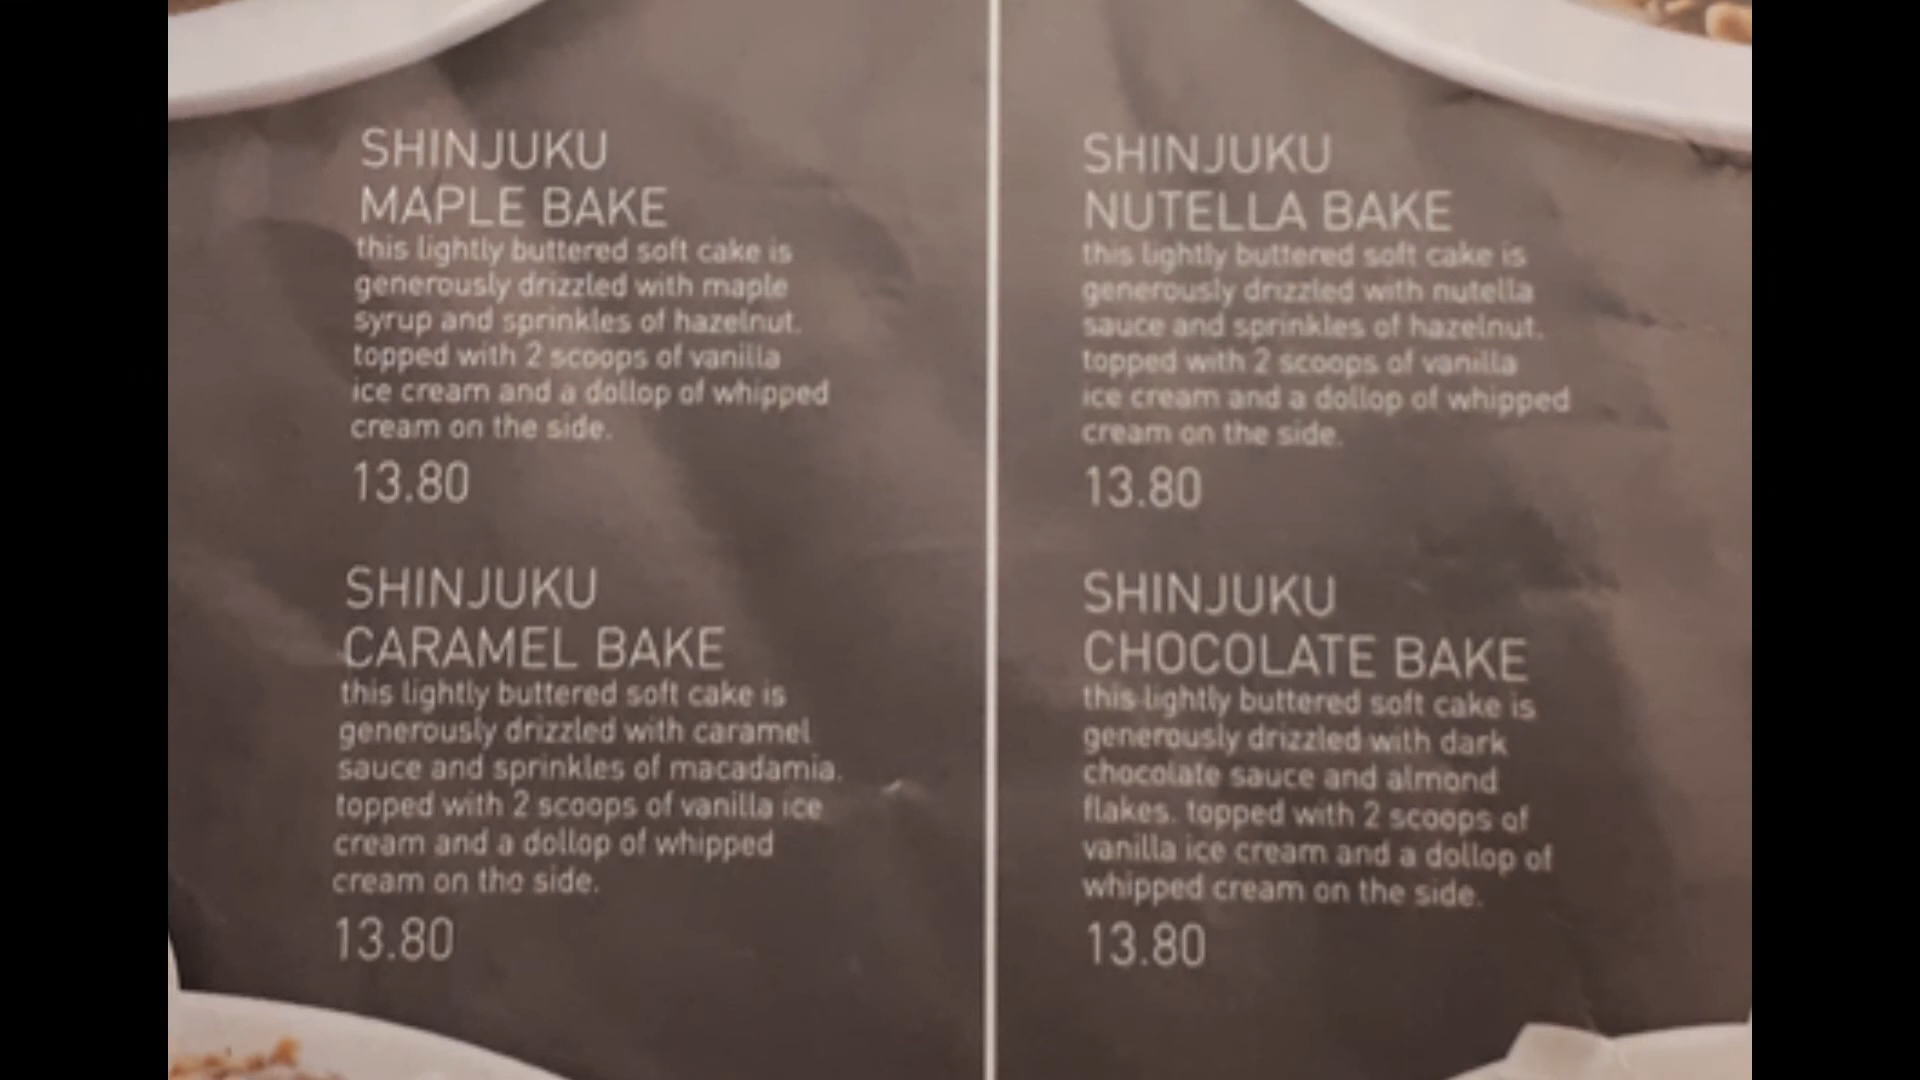 SHINJUKU
MAPLE BAKE
this lightly buttered soft cake is
generously drizzled with maple
syrup and sprinkles of hazelnut.
topped with 2 scoops of vanilla
ice cream and a dollop of whipped
cream on the side.
13.80
SHINJUKU
CARAMEL BAKE
this lightly buttered soft cake is
generously drizzled with caramel
sauce and sprinkles of macadamia.
topped with 2 scoops of vanilla ice
cream and a dollop of whipped
cream on the side.
13.80
SHINJUKU
NUTELLA BAKE
this lightly buttered soft cake is
generously drizzled with nutella
sauce and sprinkles of hazelnut.
topped with 2 scoops of vanilla
ice cream and a dollop of whipped
cream on the side.
13.80
SHINJUKU
CHOCOLATE BAKE
this lightly buttered soft cake is
generously drizzled with dark
chocolate sauce and almond
flakes. topped with 2 scoops of
vanilla ice cream and a dollop of
whipped cream on the side.
13.80